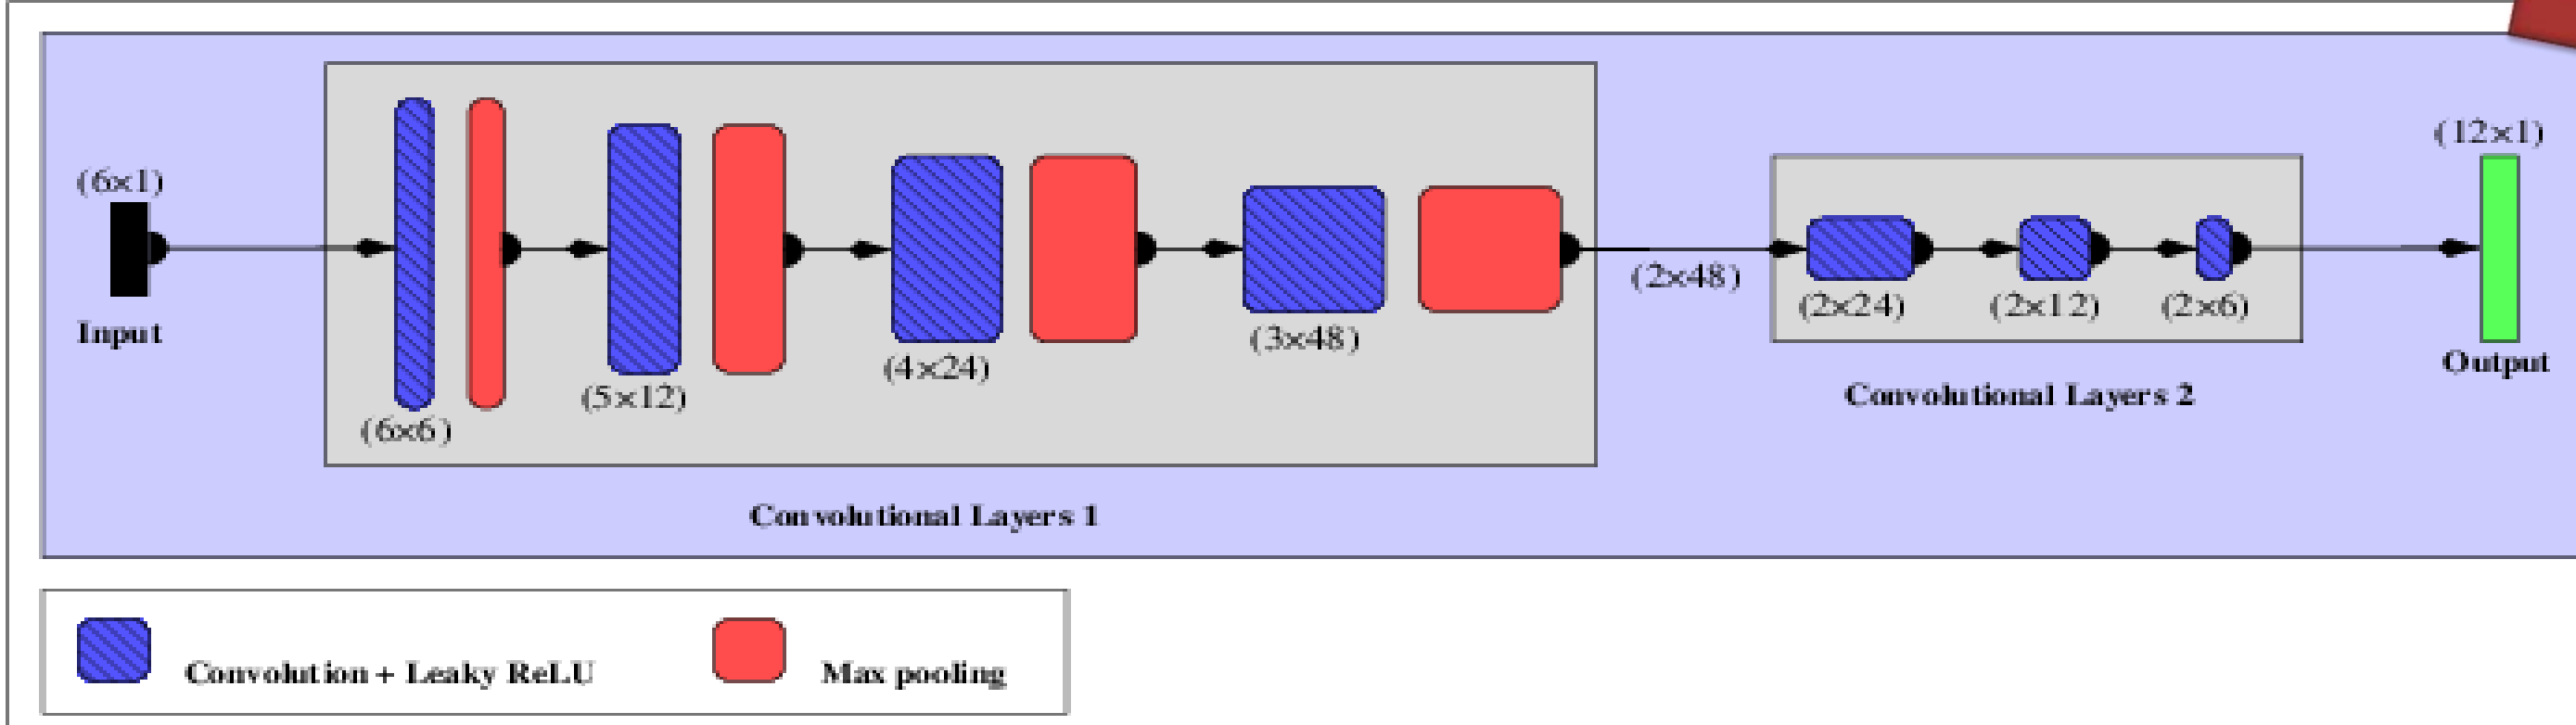 (6×1)
Input
(6×6)
(5×12)
(4×24)
(3×48)
Convolutional Layers 1
(2×48)
(2×24)
(2×12)
(2×6)
Convolutional Layers 2
(12×1)
Output
Convolution + Leaky ReLU
Max pooling